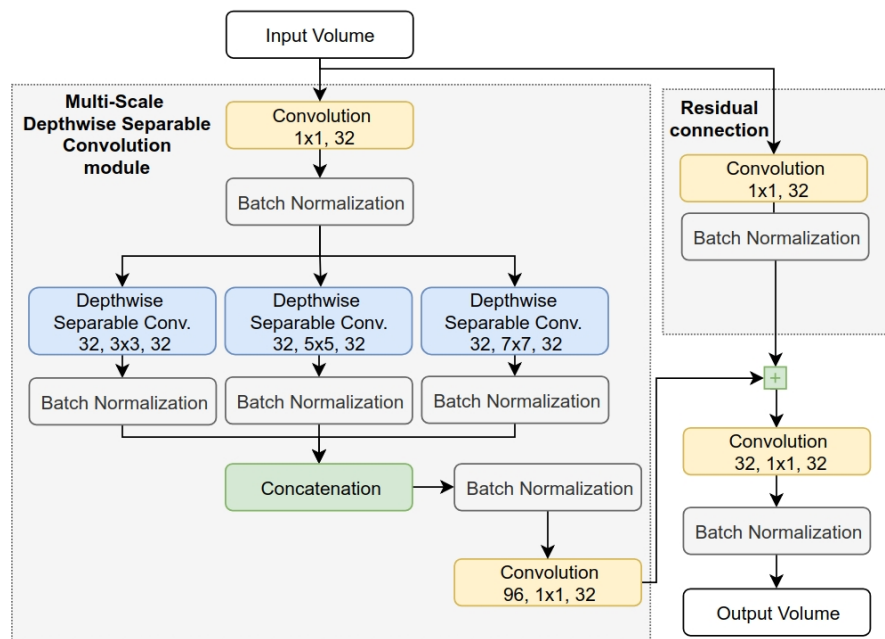 Input Volume
Multi-Scale
Depthwise Separable
Convolution
module
Convolution
1x1, 32
Batch Normalization
Depthwise
Separable Conv.
32, 3x3, 32
Depthwise
Separable Conv.
32, 5x5, 32
Depthwise
Separable Conv.
32, 7x7, 32
Batch Normalization
Batch Normalization
Batch Normalization
Concatenation
Batch Normalization
Convolution
96, 1x1, 32
Residual
connection
Convolution
1x1, 32
Batch Normalization
+
Convolution
32, 1x1, 32
Batch Normalization
Output Volume